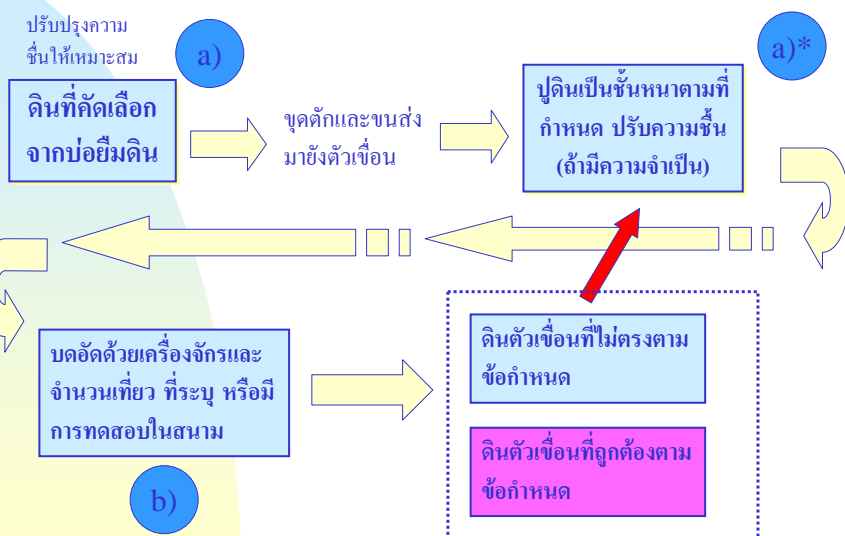 ปรับปรุงความ
ชื่นให้เหมาะสม
a)
ดินที่คัดเลือก
จากบ่อยืมดิน
ขุดตักและขนส่ง
มายังตัวเขื่อน
a)*
ปูดินเป็นชั้นหนาตามที่
กำหนด ปรับความชื้น
(ถ้ามีความจำเป็น)
บดอัดด้วยเครื่องจักรและ
จำนวนเที่ยว ที่ระบุ หรือมี
การทดสอบในสนาม
b)
ดินตัวเขื่อนที่ไม่ตรงตาม
ข้อกำหนด
ดินตัวเขื่อนที่ถูกต้องตาม
ข้อกำหนด